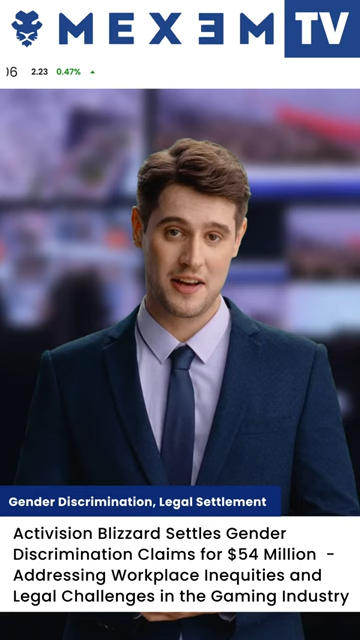 MEXEM TV
06 2.23 0.47%
Gender Discrimination, Legal Settlement
Activision Blizzard Settles Gender
Discrimination Claims for $54 Million -
Addressing Workplace Inequities and
Legal Challenges in the Gaming Industry